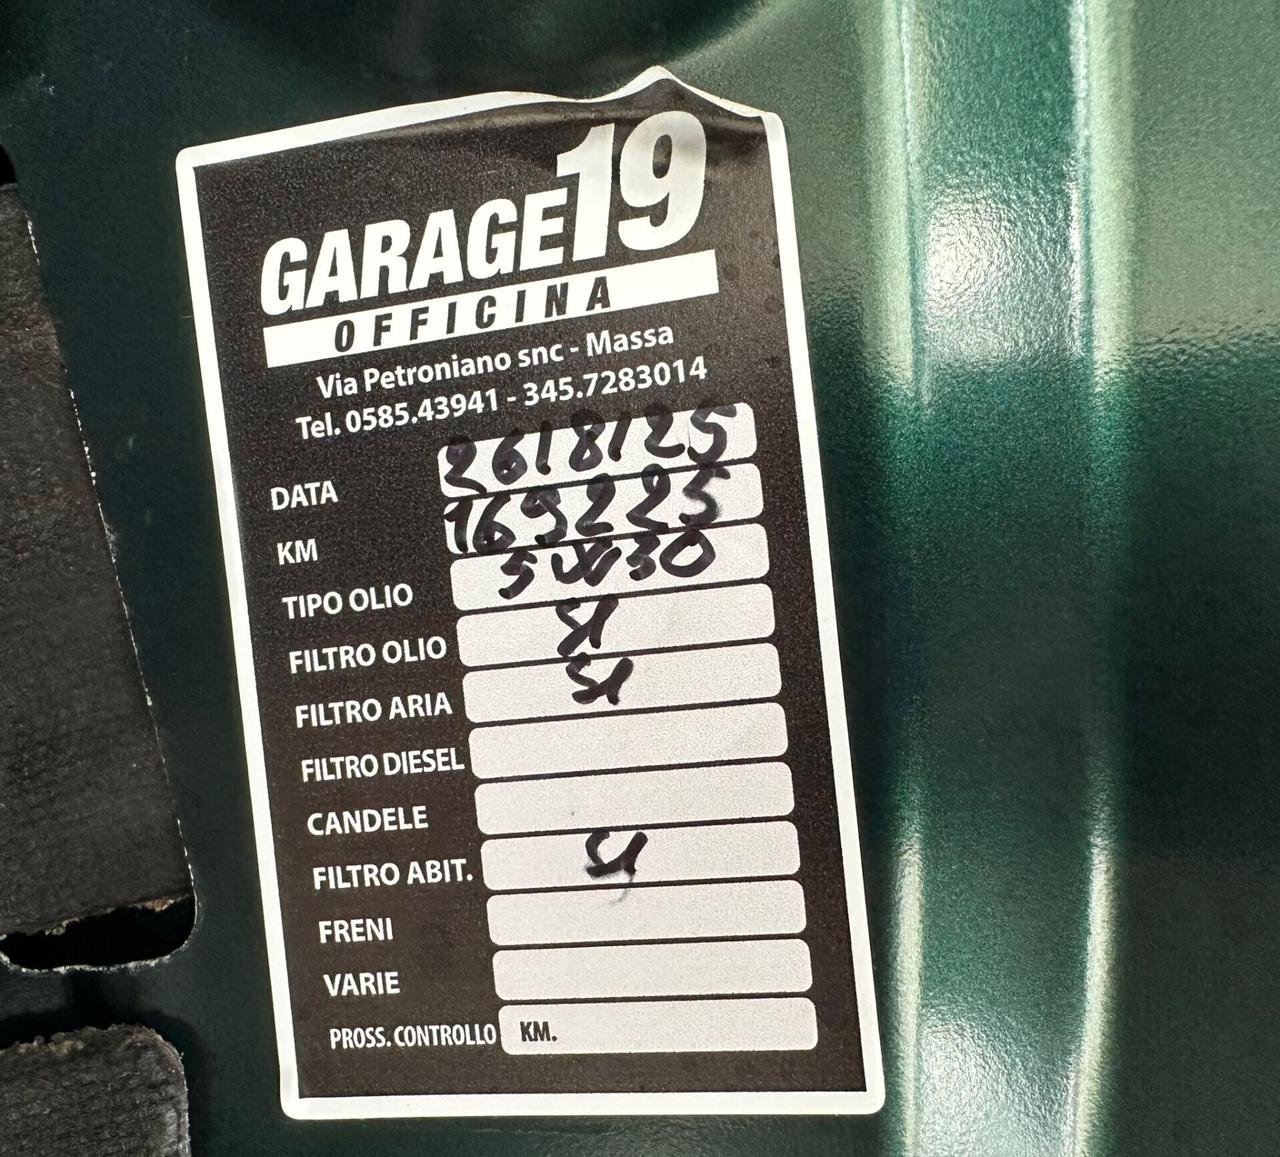 GARAGE19
OFFICINA
Via Petroniano snc - Massa
Tel. 0585.43941 - 345.7283014
DATA 26/8/25
KM 169225
TIPO OLIO 5W30
FILTRO OLIO SI
FILTRO ARIA SI
FILTRO DIESEL
CANDELE
FILTRO ABIT. SI
FRENI
VARIE
PROSS. CONTROLLO KM.